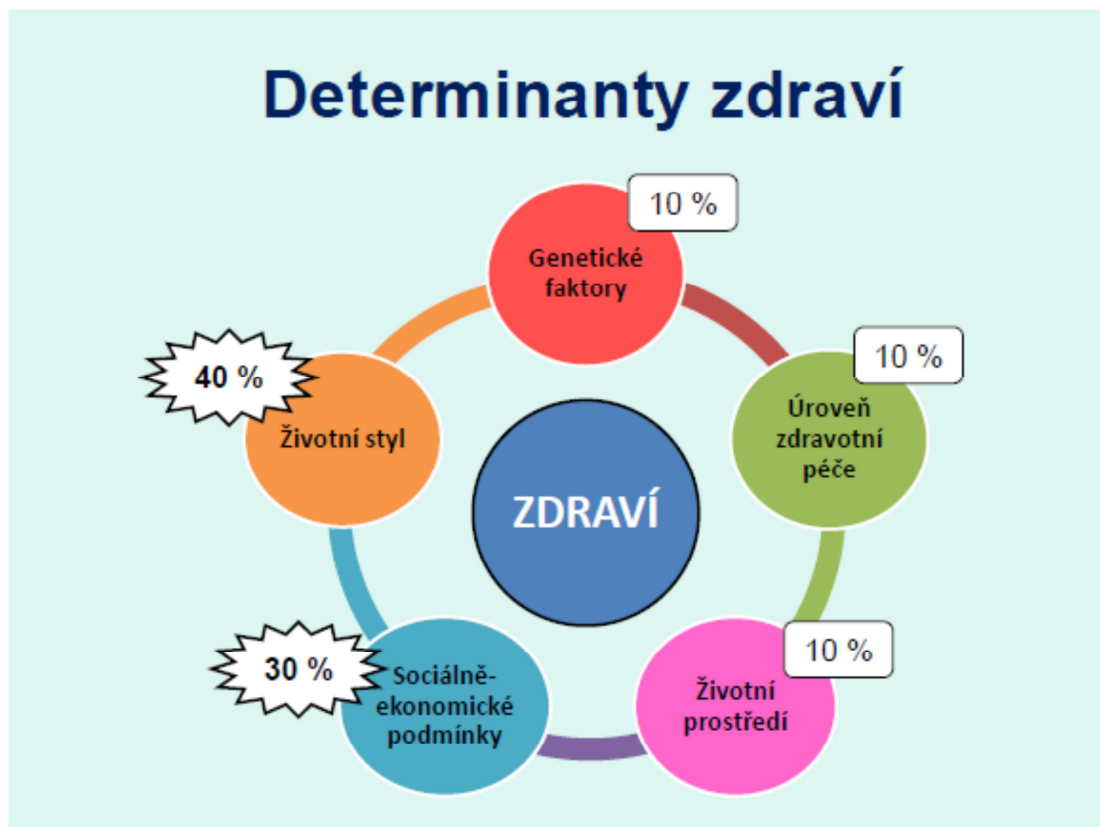 Determinanty zdraví
10 %
Genetické
faktory
10 %
Úroveň
zdravotní
péče
40 %
Životní styl
ZDRAVÍ
10 %
Životní
prostředí
30 %
Sociálně-
ekonomické
podmínky